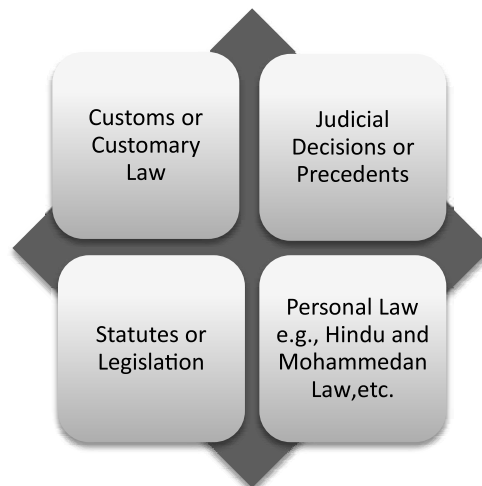 Customs or
Customary
Law
Judicial
Decisions or
Precedents
Statutes or
Legislation
Personal Law
e.g., Hindu and
Mohammedan
Law,etc.